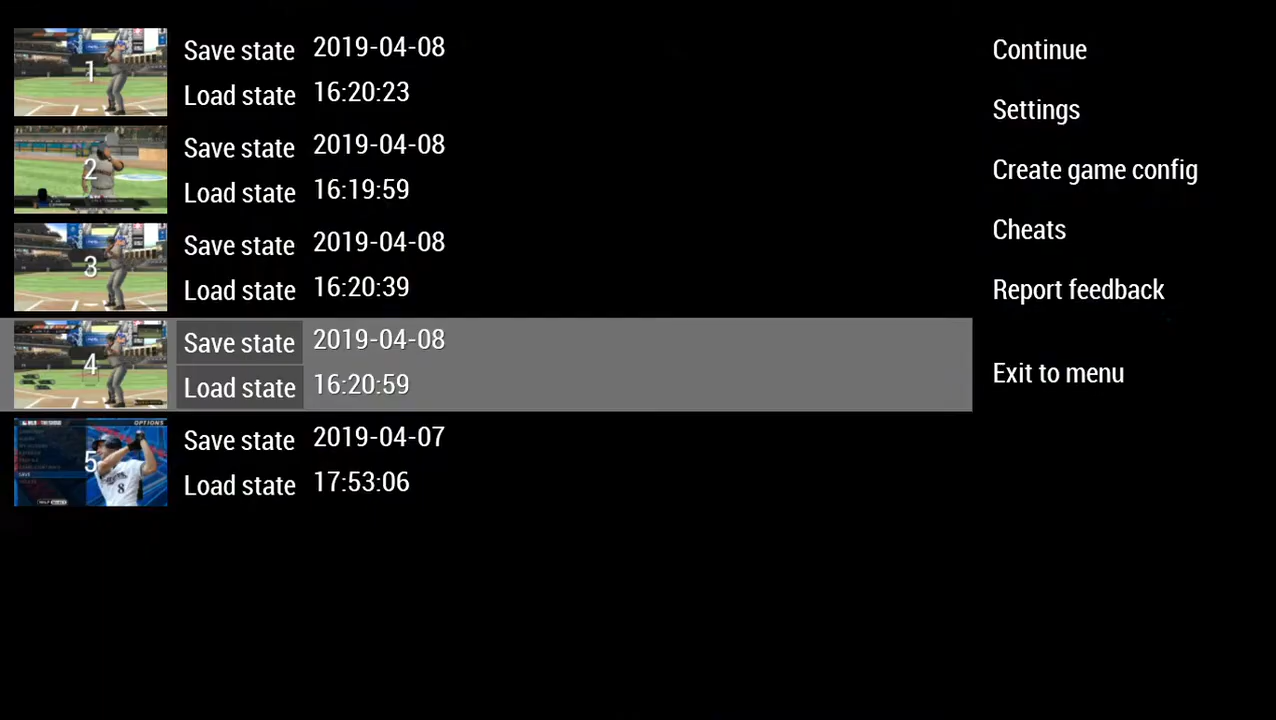 1
Save state 2019-04-08
Load state 16:20:23
2
Save state 2019-04-08
Load state 16:19:59
3
Save state 2019-04-08
Load state 16:20:39
4
Save state 2019-04-08
Load state 16:20:59
OPTIONS
5
8
Save state 2019-04-07
Load state 17:53:06
Continue
Settings
Create game config
Cheats
Report feedback
Exit to menu